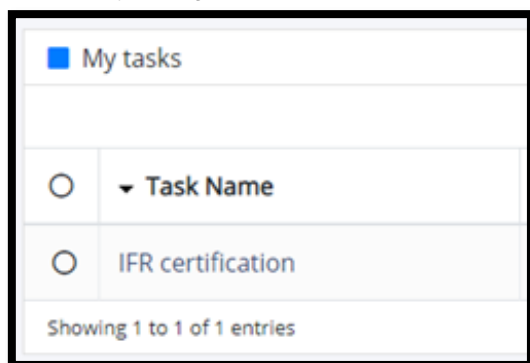 My tasks
Task Name
IFR certification
Showing 1 to 1 of 1 entries